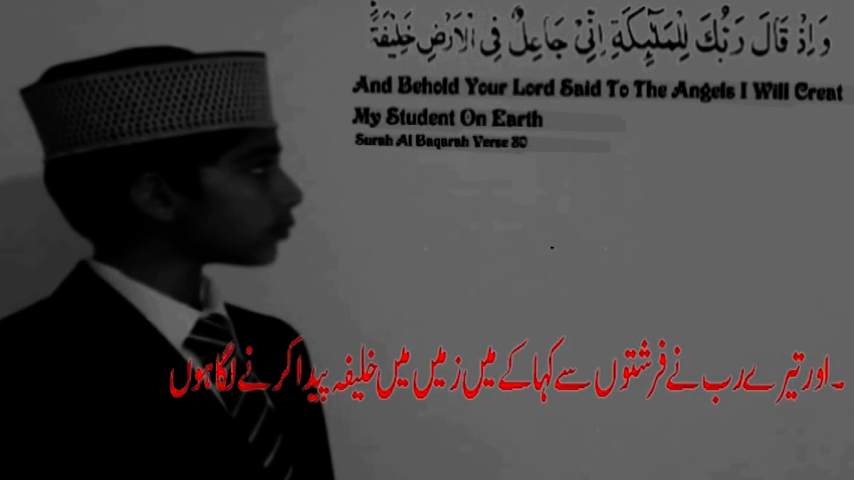 وَاِذْ قَالَ رَبُّكَ لِلْمَلٰٓئِكَةِ اِنِّىْ جَاعِلٌ فِى الْاَرْضِ خَلِيْفَةً
And Behold Your Lord Said To The Angels I Will Creat
My Student On Earth
Surah Al Baqarah Verse 30
اور تیرے رب نے فرشتوں سے کہا کے میں زمیں میں خلیفہ پیدا کرنے لگا ہوں۔